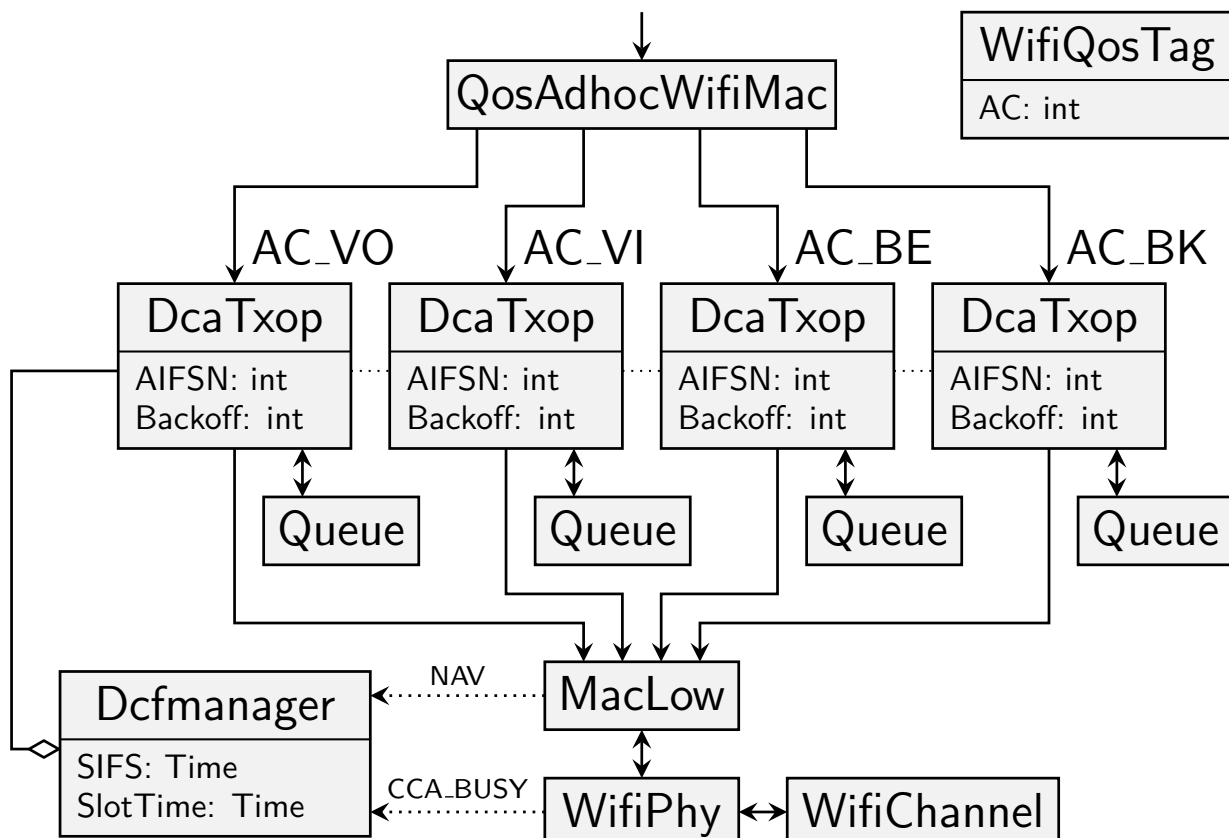 WifiQosTag
AC: int
QosAdhocWifiMac
AC_VO
AC_VI
AC_BE
AC_BK
DcaTxop
AIFSN: int
Backoff: int
DcaTxop
AIFSN: int
Backoff: int
DcaTxop
AIFSN: int
Backoff: int
DcaTxop
AIFSN: int
Backoff: int
Queue
Queue
Queue
Queue
NAV
MacLow
Dcfmanager
SIFS: Time
SlotTime: Time
CCA_BUSY
WifiPhy
WifiChannel